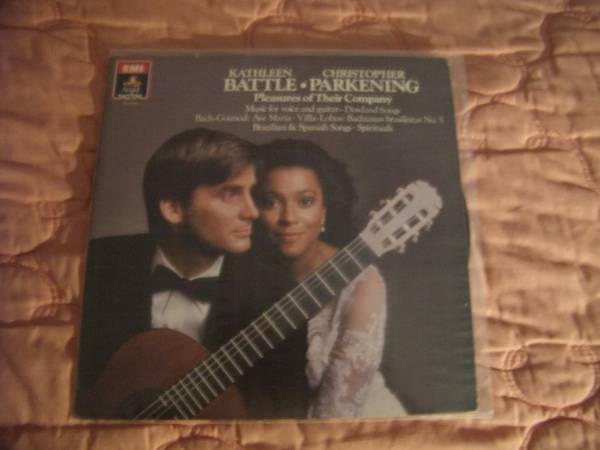 EMI
KATHLEEN CHRISTOPHER
BATTLE • PARKENING
Pleasures of Their Company
Music for voice and guitar - Dowland Songs
Bach-Gounod: Ave Maria - Villa-Lobos: Bachianas brasileiras No. 5
Brazilian & Spanish Songs - Spirituals